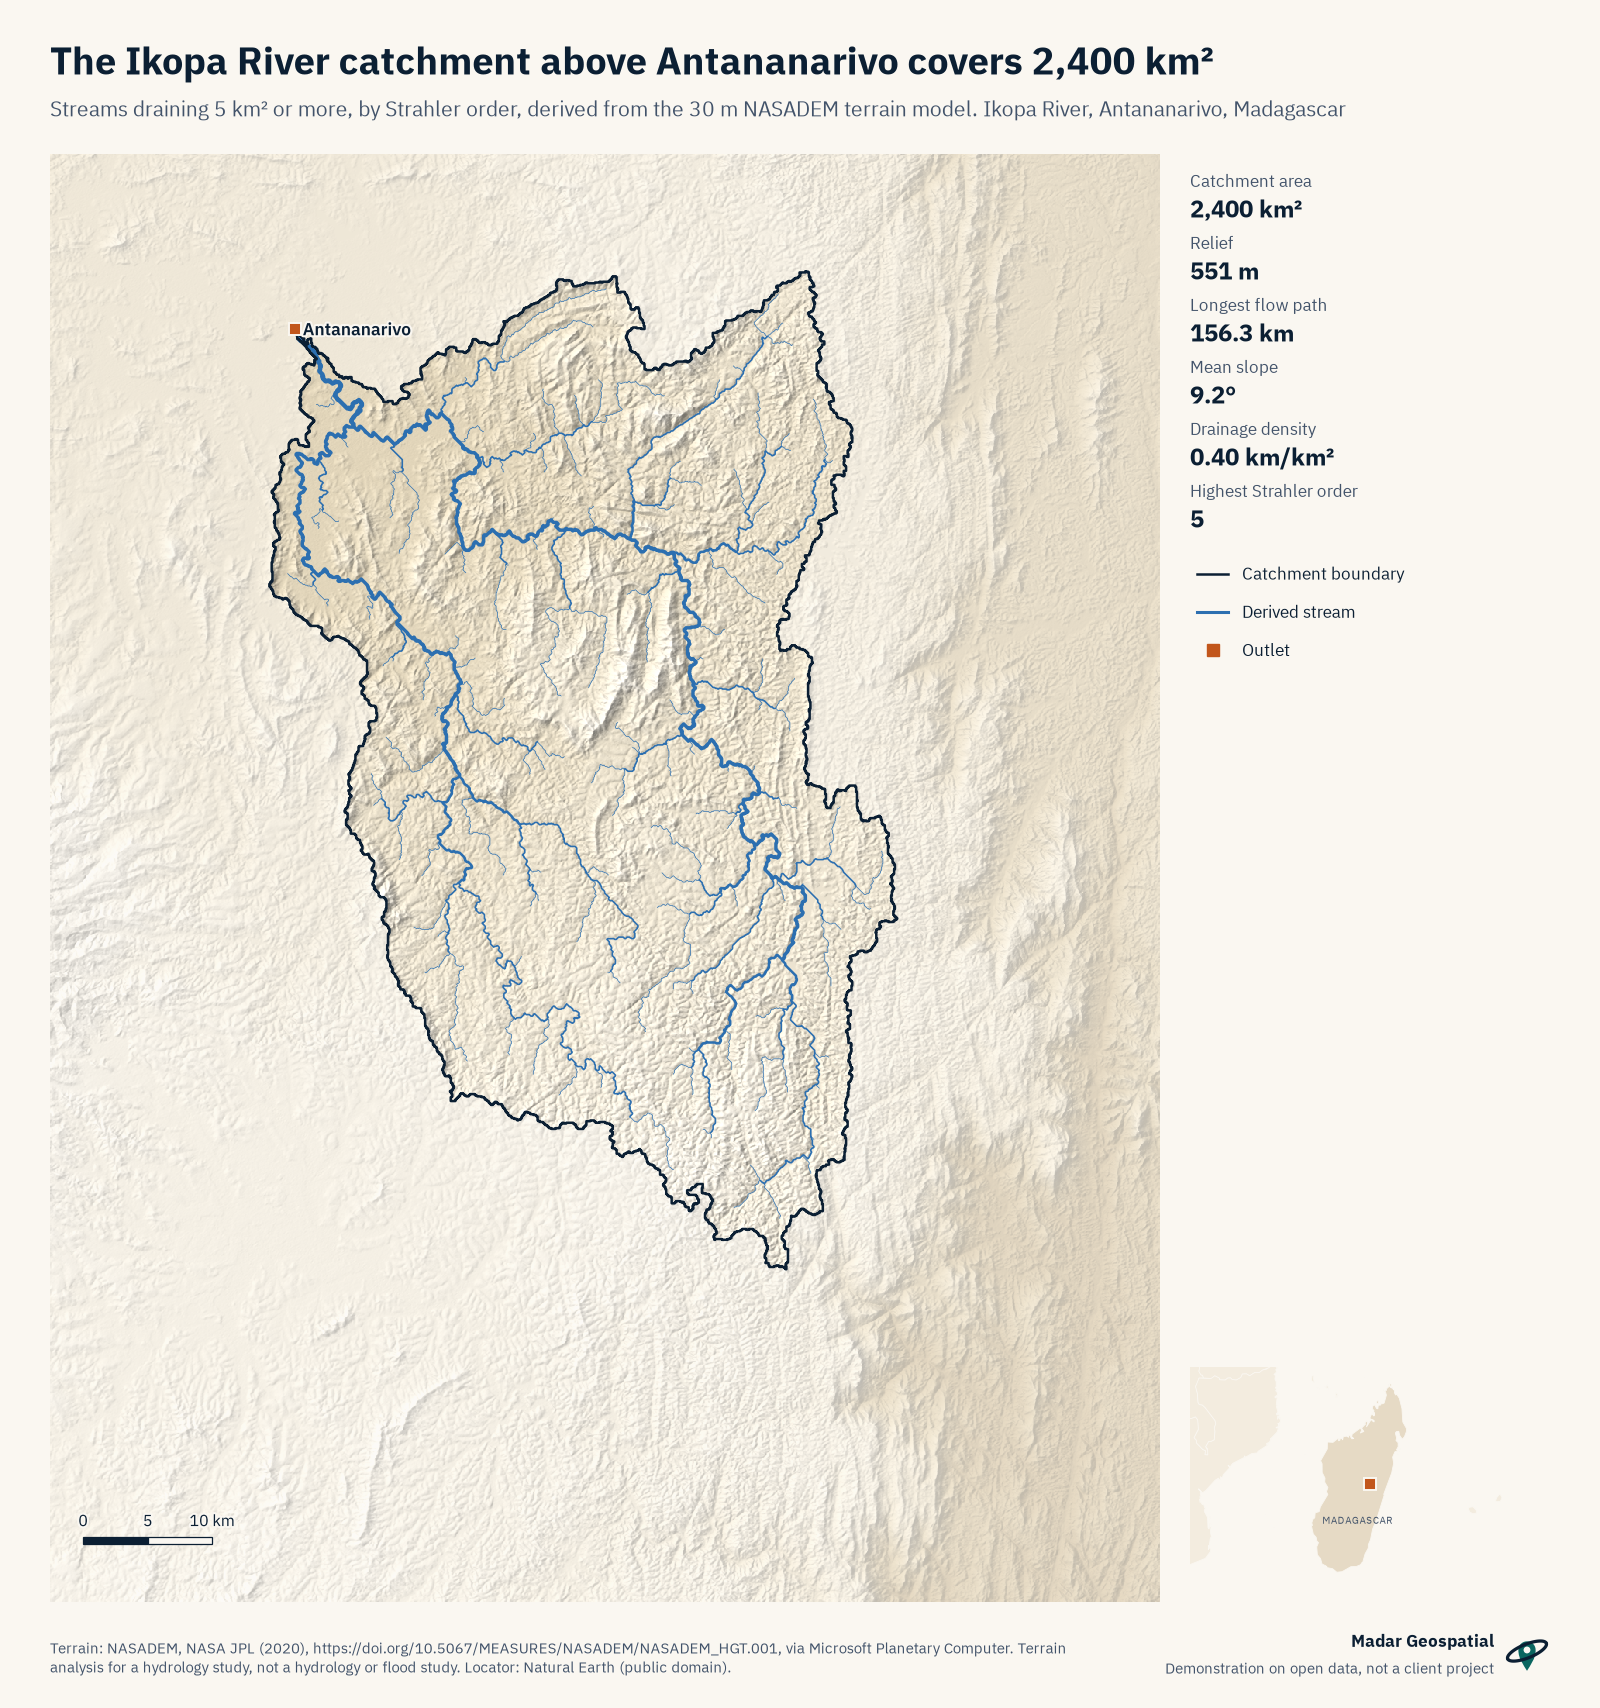 The Ikopa River catchment above Antananarivo covers 2,400 km²
Streams draining 5 km² or more, by Strahler order, derived from the 30 m NASADEM terrain model. Ikopa River, Antananarivo, Madagascar
Antananarivo
Catchment area
2,400 km²
Relief
551 m
Longest flow path
156.3 km
Mean slope
9.2°
Drainage density
0.40 km/km²
Highest Strahler order
5
Catchment boundary
Derived stream
Outlet
MADAGASCAR
0 5 10 km
Terrain: NASADEM, NASA JPL (2020), https://doi.org/10.5067/MEASURES/NASADEM/NASADEM_HGT.001, via Microsoft Planetary Computer. Terrain
analysis for a hydrology study, not a hydrology or flood study. Locator: Natural Earth (public domain).
Madar Geospatial
Demonstration on open data, not a client project